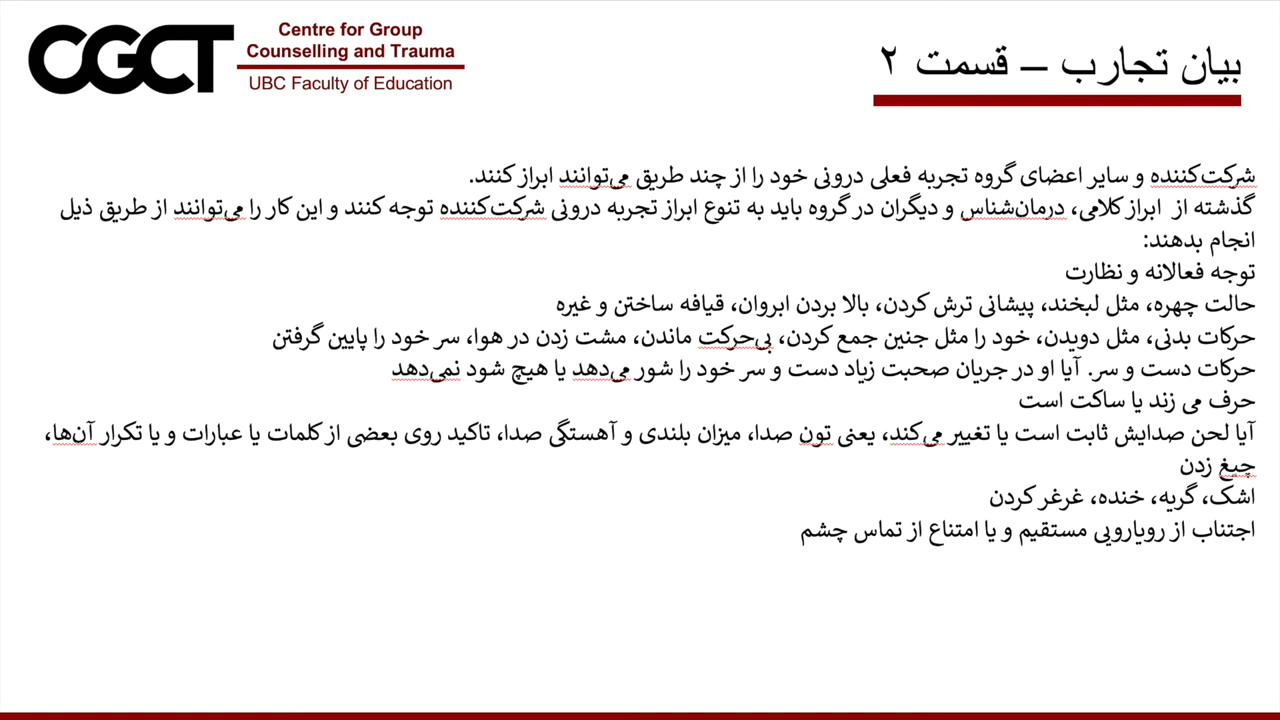 CGCT
Centre for Group
Counselling and Trauma
UBC Faculty of Education
بیان تجارب – قسمت ۲
شرکت‌کننده و سایر اعضای گروه تجربه فعلی درونی خود را از چند طریق می‌توانند ابراز کنند.
گذشته از ابراز کلامی، درمان‌شناس و دیگران در گروه باید به تنوع ابراز تجربه درونی شرکت‌کننده توجه کنند و این کار را می‌توانند از طریق ذیل
انجام بدهند:
توجه فعالانه و نظارت
حالت چهره، مثل لبخند، پیشانی ترش کردن، بالا بردن ابروان، قیافه ساختن و غیره
حرکات بدنی، مثل دویدن، خود را مثل جنین جمع کردن، بی‌حرکت ماندن، مشت زدن در هوا، سر خود را پایین گرفتن
حرکات دست و سر. آیا او در جریان صحبت زیاد دست و سر خود را شور می‌دهد یا هیچ شود نمی‌دهد
حرف می زند یا ساکت است
آیا لحن صدایش ثابت است یا تغییر می‌کند، یعنی تون صدا، میزان بلندی و آهستگی صدا، تاکید روی بعضی از کلمات یا عبارات و یا تکرار آن‌ها،
چیغ زدن
اشک، گریه، خنده، غرغر کردن
اجتناب از رویارویی مستقیم و یا امتناع از تماس چشم